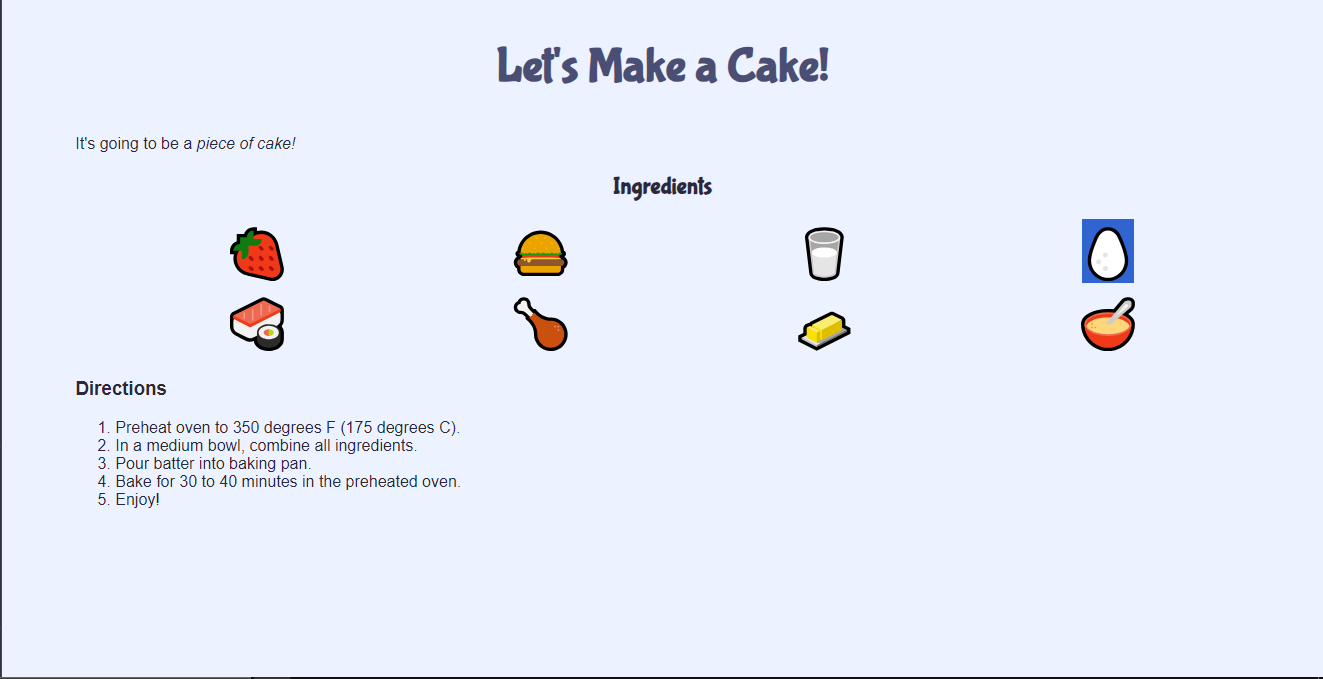 Let's Make a Cake!
It's going to be a piece of cake!
Ingredients
Directions
1. Preheat oven to 350 degrees F (175 degrees C).
2. In a medium bowl, combine all ingredients.
3. Pour batter into baking pan.
4. Bake for 30 to 40 minutes in the preheated oven.
5. Enjoy!